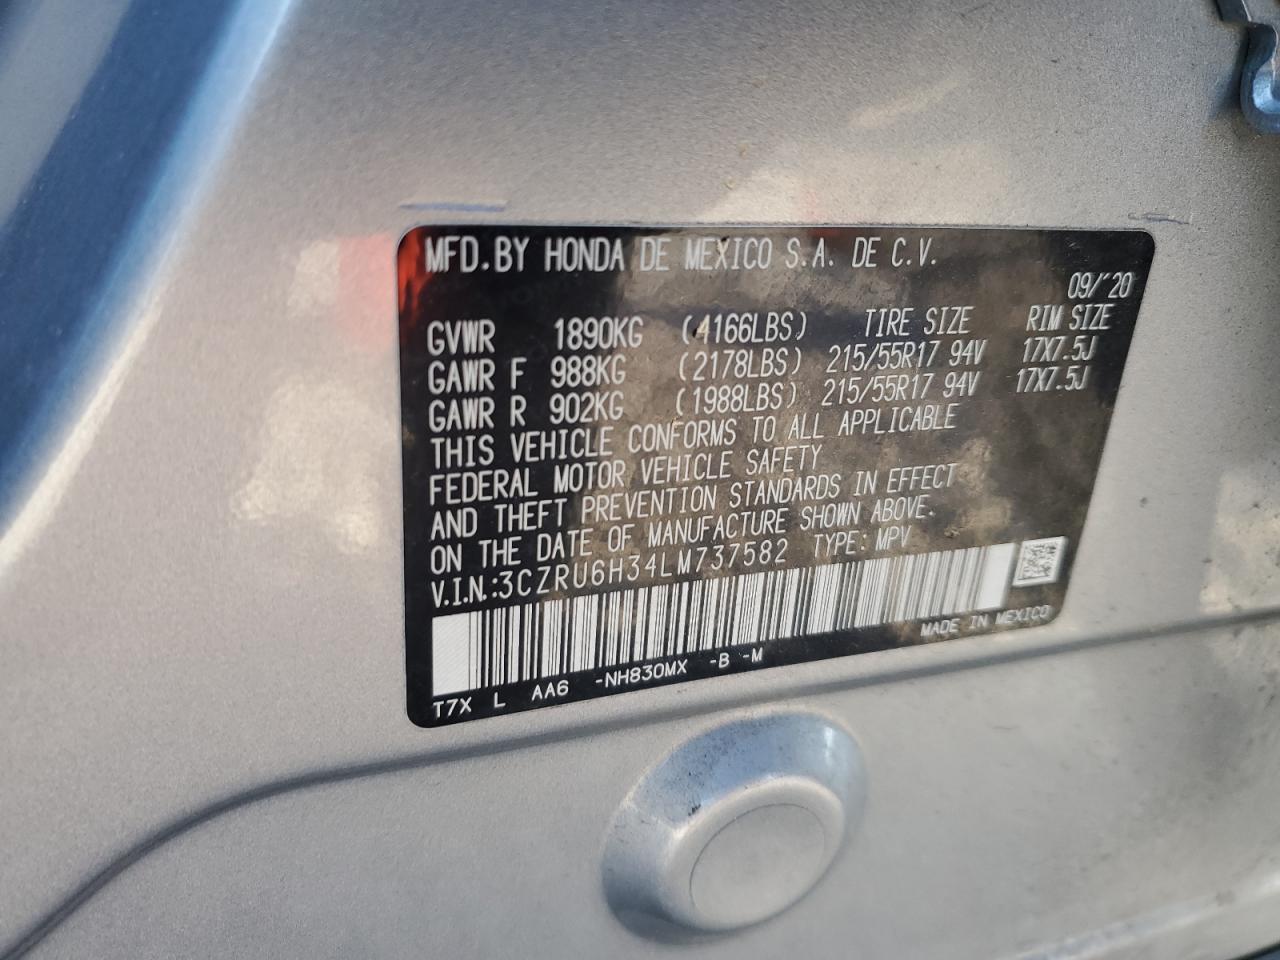 MFD.BY HONDA DE MEXICO S.A. DE C.V.
09/'20
GVWR 1890KG (4166LBS) TIRE SIZE RIM SIZE
GAWR F 988KG (2178LBS) 215/55R17 94V 17X7.5J
GAWR R 902KG (1988LBS) 215/55R17 94V 17X7.5J
THIS VEHICLE CONFORMS TO ALL APPLICABLE
FEDERAL MOTOR VEHICLE SAFETY
AND THEFT PREVENTION STANDARDS IN EFFECT
ON THE DATE OF MANUFACTURE SHOWN ABOVE.
V.I.N.:3CZRU6H34LM737582 TYPE: MPV
MADE IN MEXICO
T7X L AA6 -NH830MX -B -M